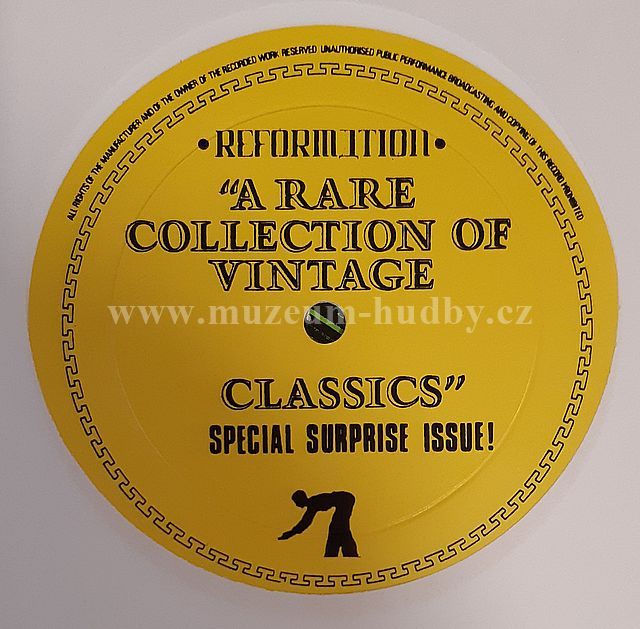 ALL RIGHTS OF THE MANUFACTURER AND OF THE OWNER OF THE RECORDED WORK RESERVED UNAUTHORISED PUBLIC PERFORMANCE BROADCASTING AND COPYING OF THIS RECORD PROHIBITED
•REFORMATION•
“A RARE
COLLECTION OF
VINTAGE
www.muzeum-hudby.cz
CLASSICS”
SPECIAL SURPRISE ISSUE!